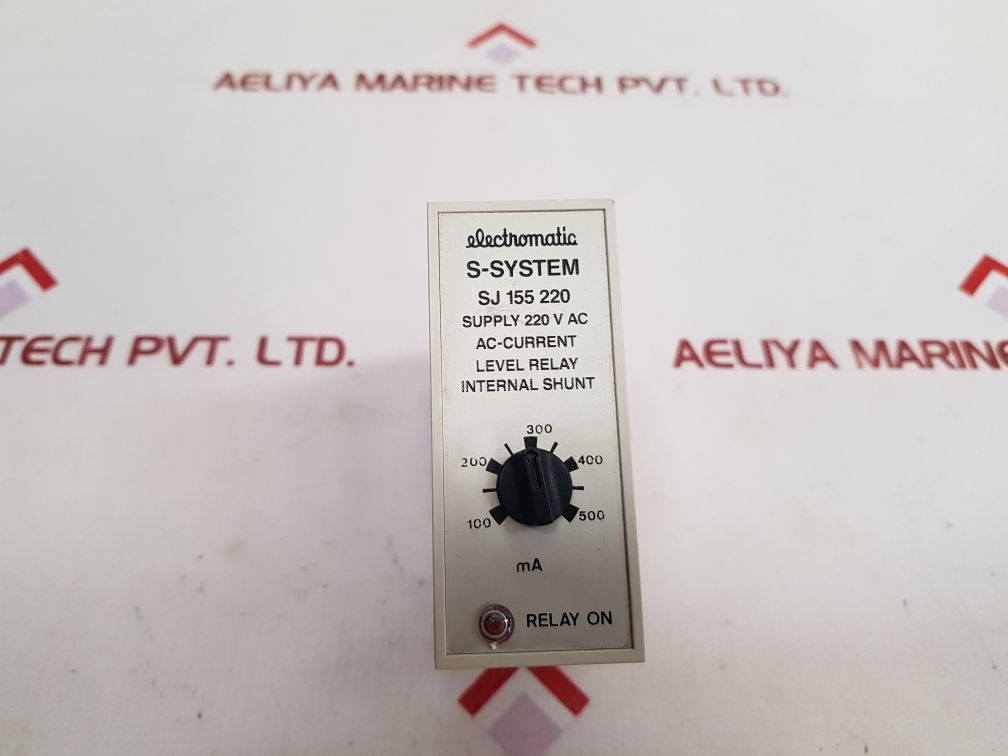 AELIYA MARINE TECH PVT. LTD.
TECH PVT. LTD.
AELIYA MARINE
electromatic
S-SYSTEM
SJ 155 220
SUPPLY 220 V AC
AC-CURRENT
LEVEL RELAY
INTERNAL SHUNT
300
200 400
100 500
mA
RELAY ON